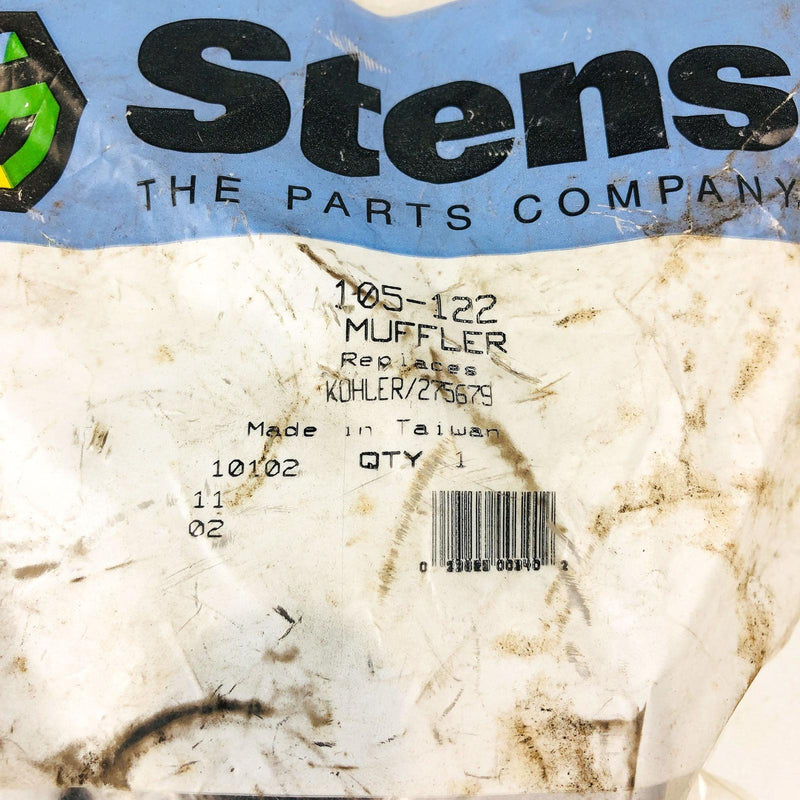 Stens
THE PARTS COMPANY
105-122
MUFFLER
Replaces
KOHLER/275679
Made in Taiwan
10102 QTY 1
11
02